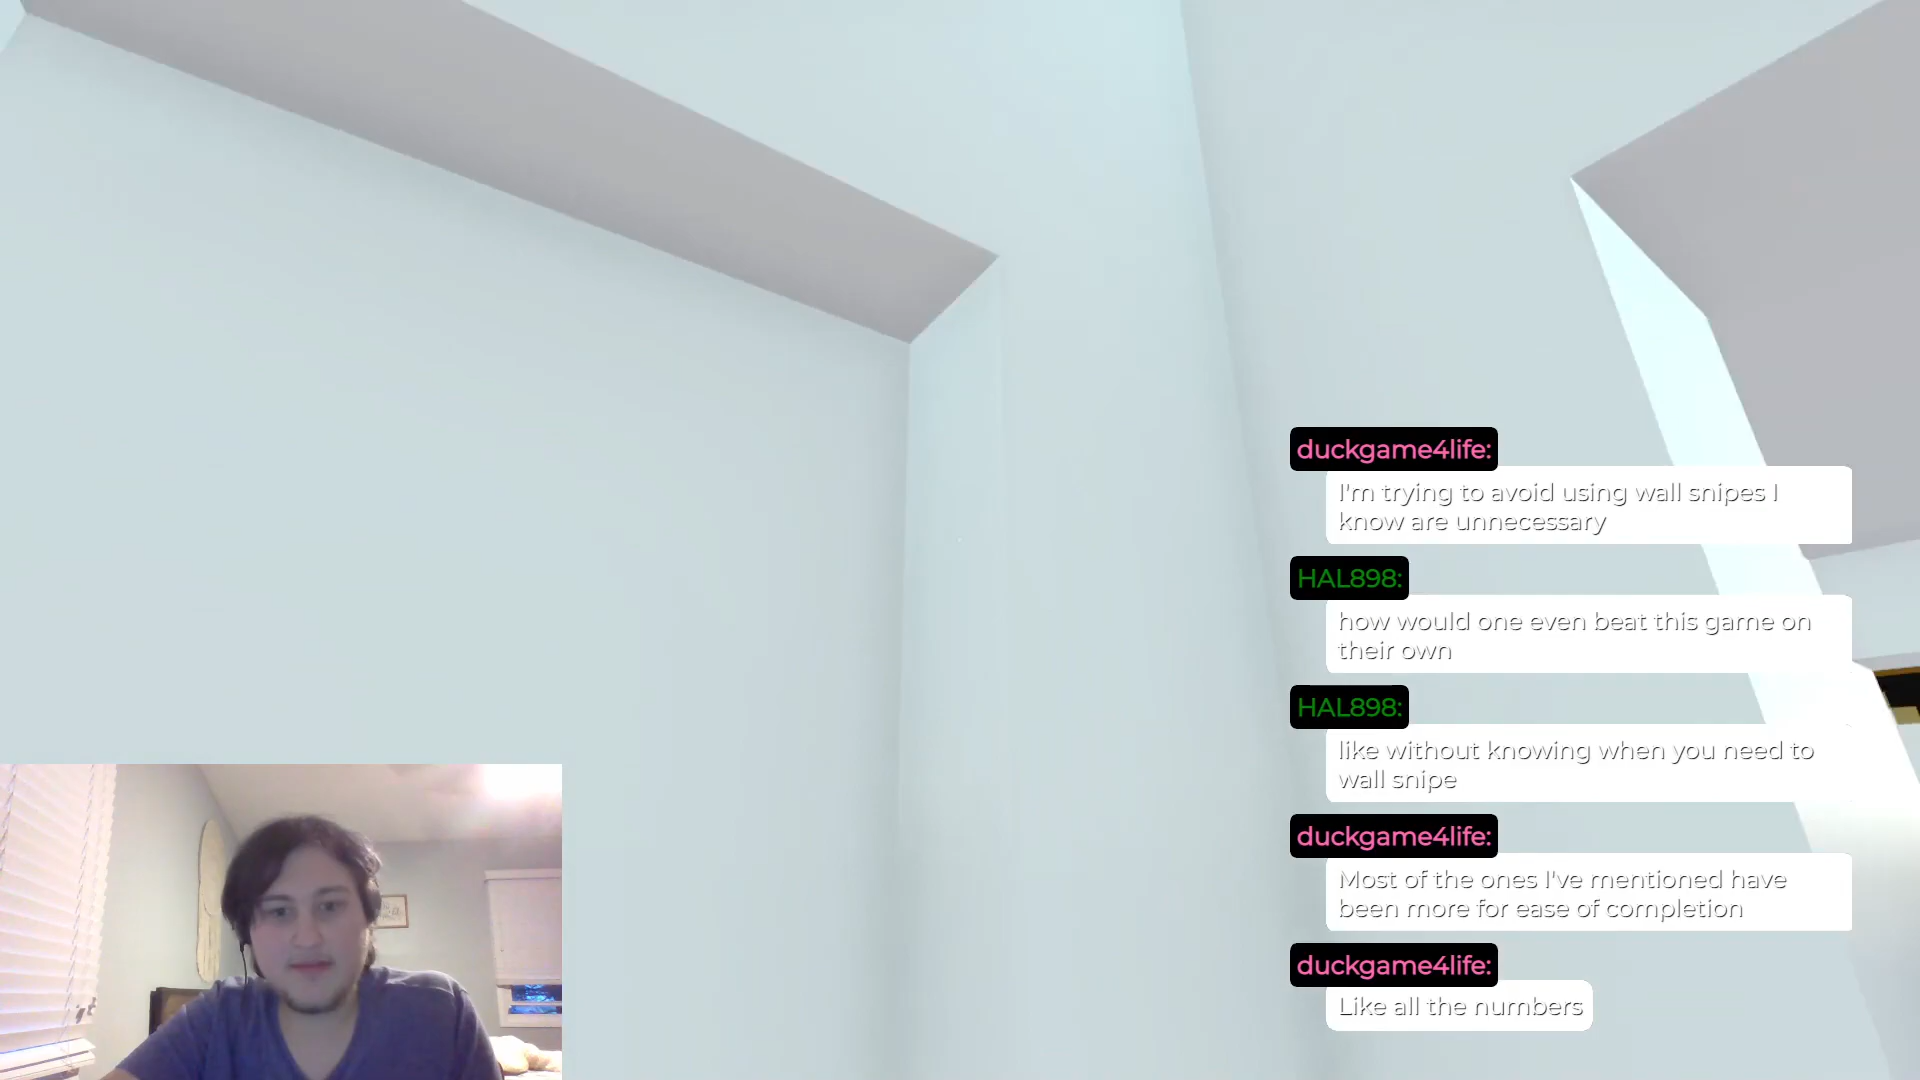 duckgame4life:
I'm trying to avoid using wall snipes I
know are unnecessary
HAL898:
how would one even beat this game on
their own
HAL898:
like without knowing when you need to
wall snipe
duckgame4life:
Most of the ones I've mentioned have
been more for ease of completion
duckgame4life:
Like all the numbers